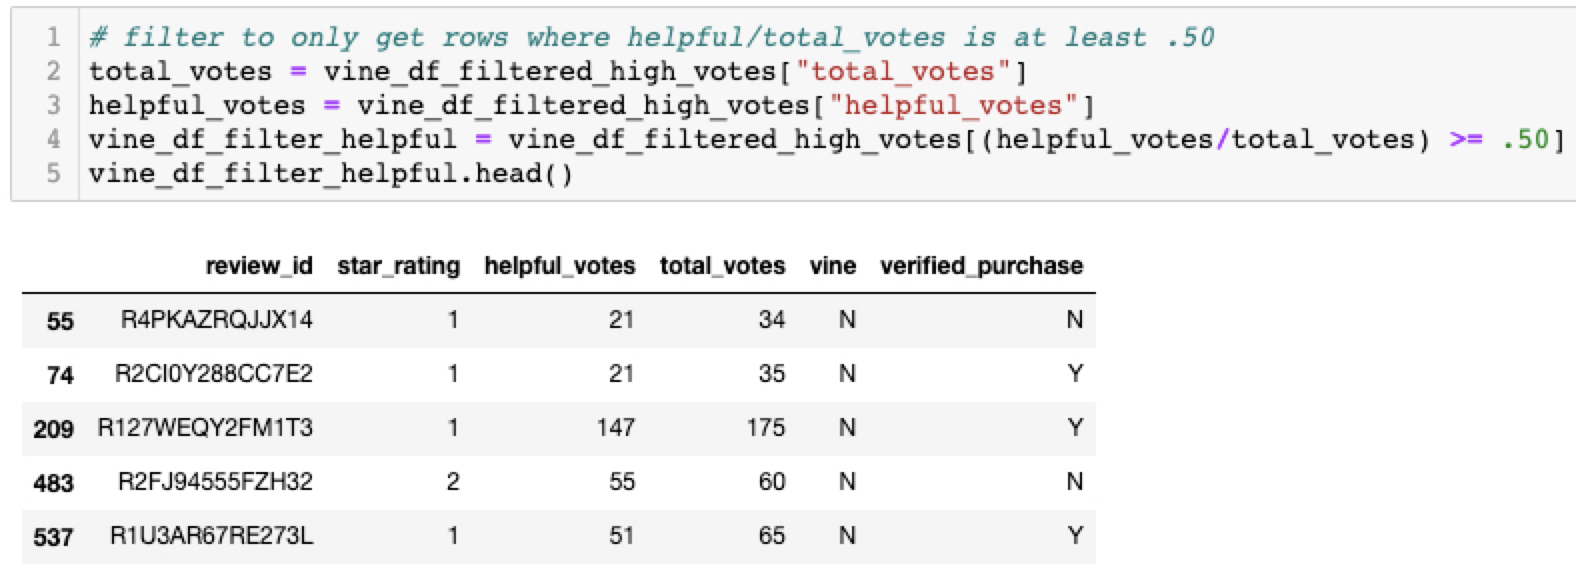 1 # filter to only get rows where helpful/total_votes is at least .50
2 total_votes = vine_df_filtered_high_votes["total_votes"]
3 helpful_votes = vine_df_filtered_high_votes["helpful_votes"]
4 vine_df_filter_helpful = vine_df_filtered_high_votes[(helpful_votes/total_votes) >= .50]
5 vine_df_filter_helpful.head()
review_id star_rating helpful_votes total_votes vine verified_purchase
55 R4PKAZRQJJX14 1 21 34 N N
74 R2CI0Y288CC7E2 1 21 35 N Y
209 R127WEQY2FM1T3 1 147 175 N Y
483 R2FJ94555FZH32 2 55 60 N N
537 R1U3AR67RE273L 1 51 65 N Y